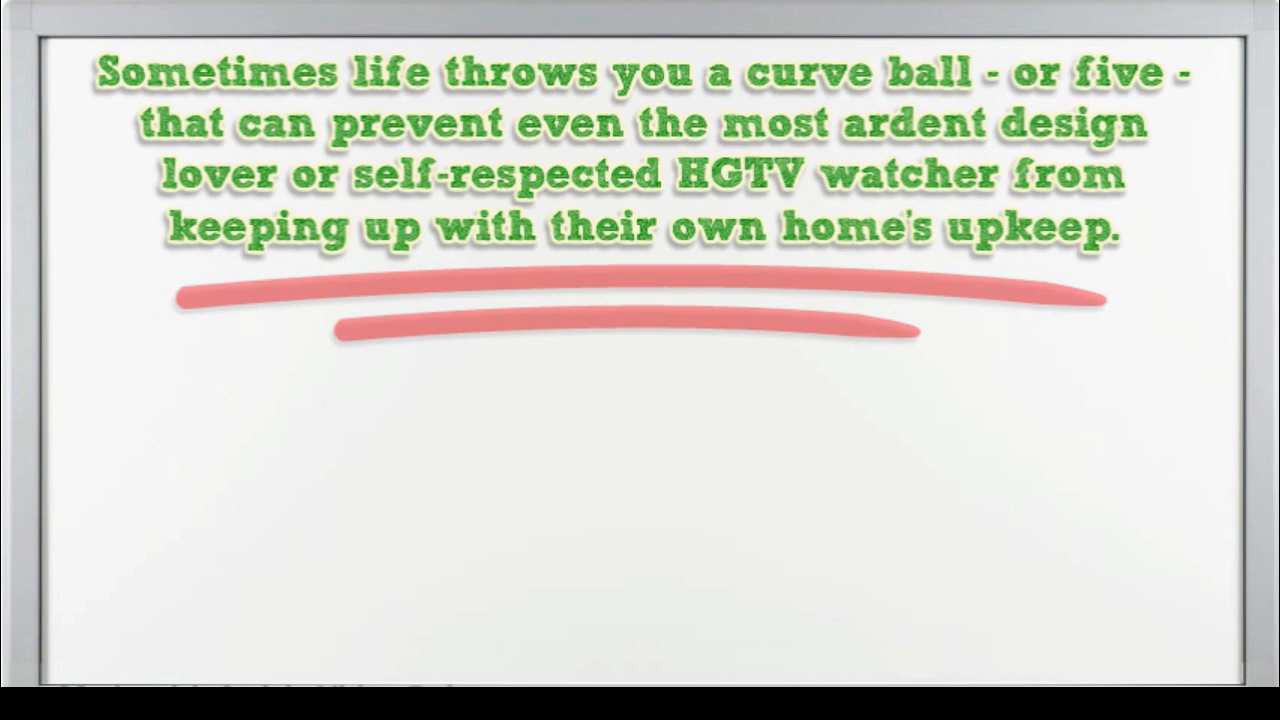 Sometimes life throws you a curve ball - or five -
that can prevent even the most ardent design
lover or self-respected HGTV watcher from
keeping up with their own home's upkeep.